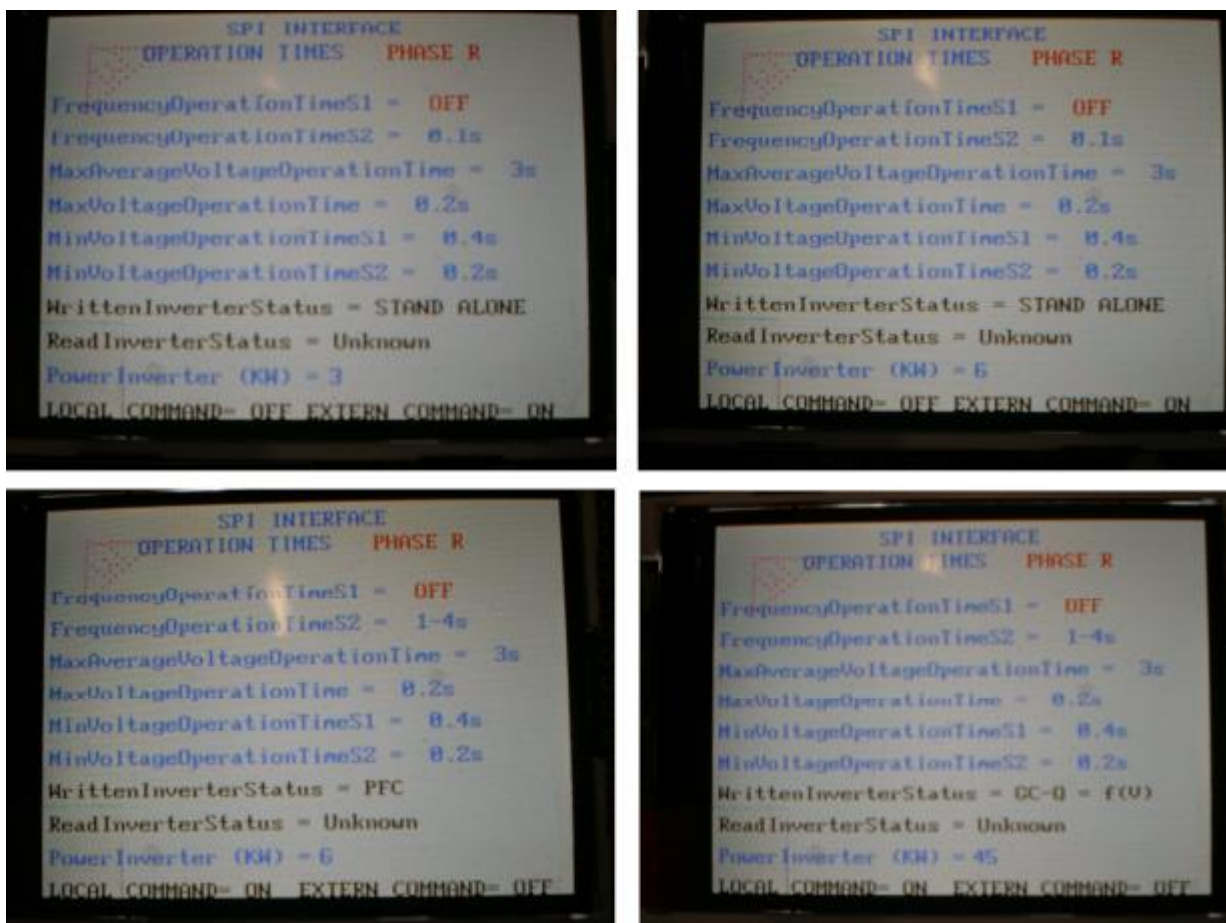 SPI INTERFACE
OPERATION TIMES PHASE R
FrequencyOperationTimeS1 = OFF
FrequencyOperationTimeS2 = 0.1s
MaxAverageVoltageOperationTime = 3s
MaxVoltageOperationTime = 0.2s
MinVoltageOperationTimeS1 = 0.4s
MinVoltageOperationTimeS2 = 0.2s
WrittenInverterStatus = STAND ALONE
ReadInverterStatus = Unknown
PowerInverter (KW) = 3
LOCAL COMMAND= OFF EXTERN COMMAND= ON
SPI INTERFACE
OPERATION TIMES PHASE R
FrequencyOperationTimeS1 = OFF
FrequencyOperationTimeS2 = 0.1s
MaxAverageVoltageOperationTime = 3s
MaxVoltageOperationTime = 0.2s
MinVoltageOperationTimeS1 = 0.4s
MinVoltageOperationTimeS2 = 0.2s
WrittenInverterStatus = STAND ALONE
ReadInverterStatus = Unknown
PowerInverter (KW) = 6
LOCAL COMMAND= OFF EXTERN COMMAND= ON
SPI INTERFACE
OPERATION TIMES PHASE R
FrequencyOperationTimeS1 = OFF
FrequencyOperationTimeS2 = 1-4s
MaxAverageVoltageOperationTime = 3s
MaxVoltageOperationTime = 0.2s
MinVoltageOperationTimeS1 = 0.4s
MinVoltageOperationTimeS2 = 0.2s
WrittenInverterStatus = PFC
ReadInverterStatus = Unknown
PowerInverter (KW) = 6
LOCAL COMMAND= ON EXTERN COMMAND= OFF
SPI INTERFACE
OPERATION TIMES PHASE R
FrequencyOperationTimeS1 = OFF
FrequencyOperationTimeS2 = 1-4s
MaxAverageVoltageOperationTime = 3s
MaxVoltageOperationTime = 0.2s
MinVoltageOperationTimeS1 = 0.4s
MinVoltageOperationTimeS2 = 0.2s
WrittenInverterStatus = GC-Q = f(V)
ReadInverterStatus = Unknown
PowerInverter (KW) = 45
LOCAL COMMAND= ON EXTERN COMMAND= OFF